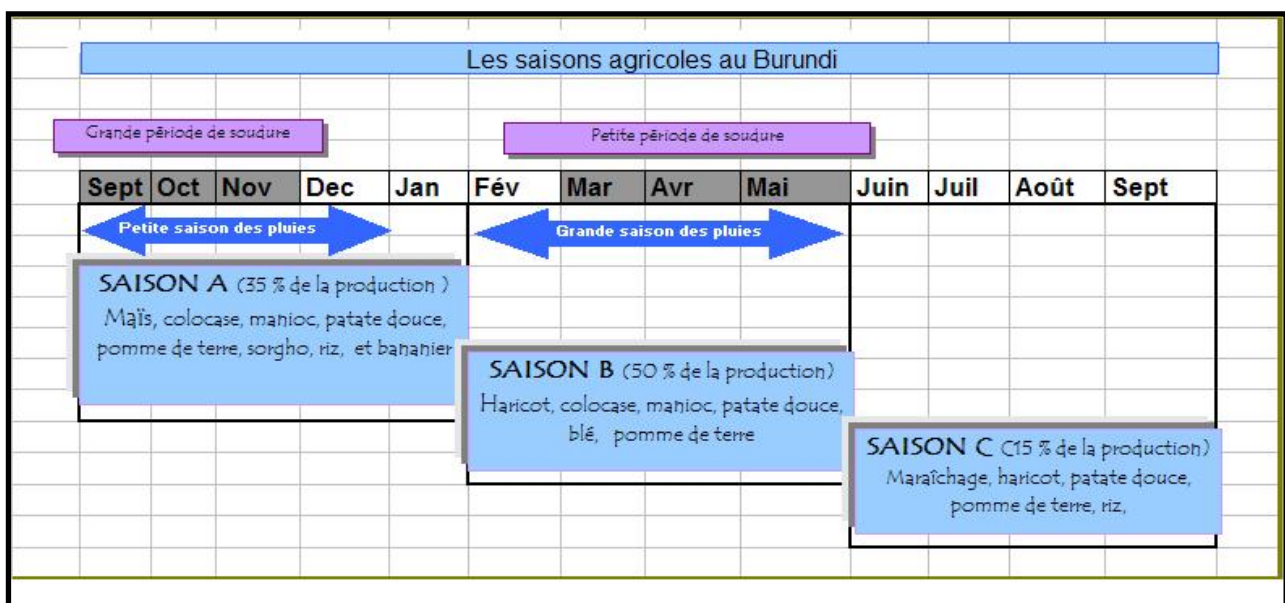 Les saisons agricoles au Burundi
Grande période de soudure
Petite période de soudure
Sept Oct Nov Dec Jan Fév Mar Avr Mai Juin Juil Août Sept
Petite saison des pluies
Grande saison des pluies
SAISON A (35 % de la production )
Maïs, colocase, manioc, patate douce,
pomme de terre, sorgho, riz, et bananier
SAISON B (50 % de la production)
Haricot, colocase, manioc, patate douce,
blé, pomme de terre
SAISON C (15 % de la production)
Maraîchage, haricot, patate douce,
pomme de terre, riz,